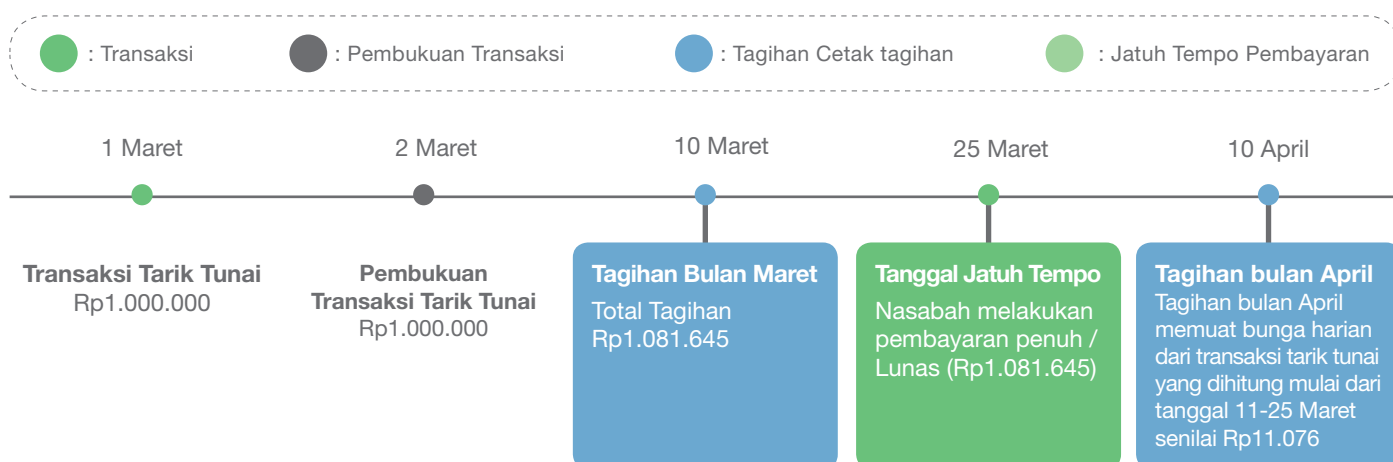 : Transaksi
: Pembukuan Transaksi
: Tagihan Cetak tagihan
: Jatuh Tempo Pembayaran
1 Maret
2 Maret
10 Maret
25 Maret
10 April
Transaksi Tarik Tunai
Rp1.000.000
Pembukuan
Transaksi Tarik Tunai
Rp1.000.000
Tagihan Bulan Maret
Total Tagihan
Rp1.081.645
Tanggal Jatuh Tempo
Nasabah melakukan
pembayaran penuh /
Lunas (Rp1.081.645)
Tagihan bulan April
Tagihan bulan April
memuat bunga harian
dari transaksi tarik tunai
yang dihitung mulai dari
tanggal 11-25 Maret
senilai Rp11.076